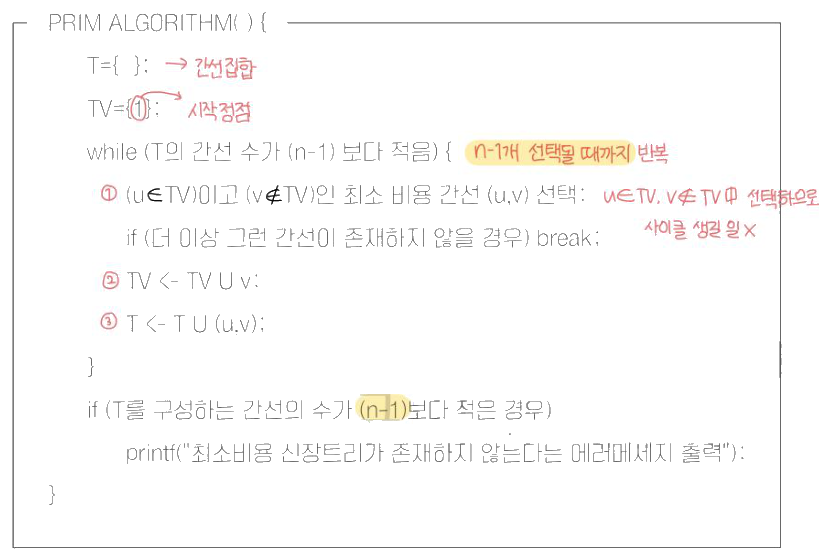 PRIM ALGORITHM( ) {
T={ }; → 간선집합
TV={1}; 시작정점
while (T의 간선 수가 (n-1) 보다 적음) { n-1개 선택될 때까지 반복
① (u∈TV)이고 (v∉TV)인 최소 비용 간선 (u,v) 선택: u∈TV, v∉TV 선택하므로
if (더 이상 그런 간선이 존재하지 않을 경우) break; 사이클 생길 일 X
② TV <- TV U v:
③ T <- T U (u.v);
}
if (T를 구성하는 간선의 수가 (n-1)보다 적은 경우)
printf("최소비용 신장트리가 존재하지 않는다는 에러메세지 출력"):
}